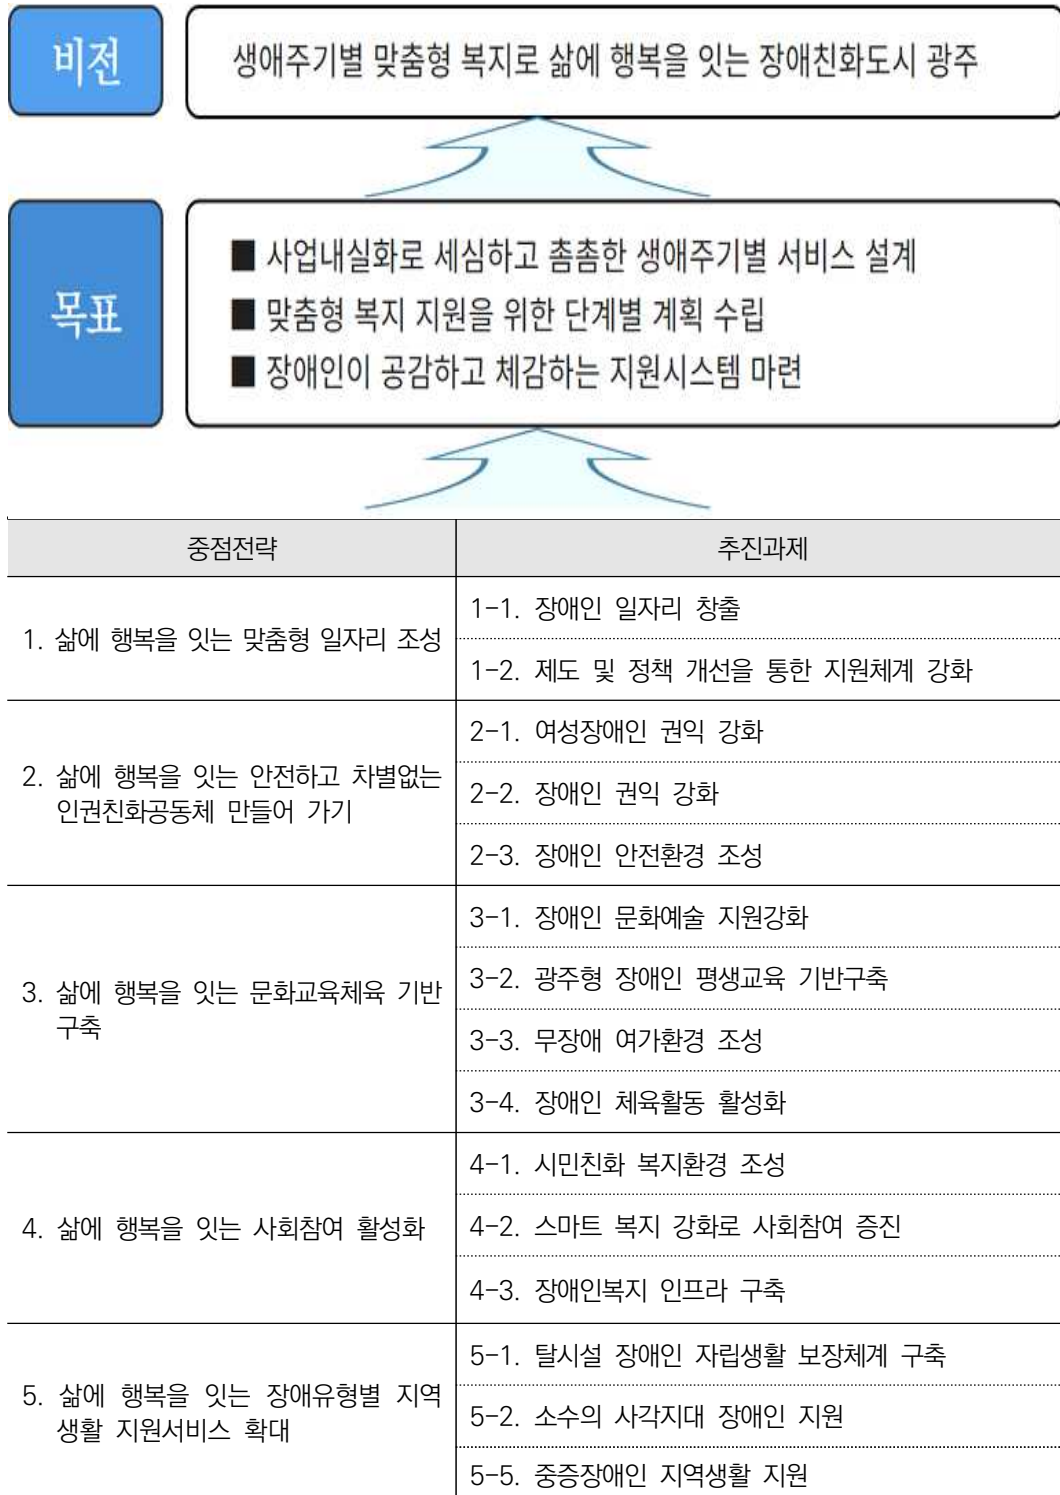 비전
생애주기별 맞춤형 복지로 삶에 행복을 잇는 장애친화도시 광주
목표
■ 사업내실화로 세심하고 촘촘한 생애주기별 서비스 설계
■ 맞춤형 복지 지원을 위한 단계별 계획 수립
■ 장애인이 공감하고 체감하는 지원시스템 마련
중점전략
추진과제
1. 삶에 행복을 잇는 맞춤형 일자리 조성
1-1. 장애인 일자리 창출
1-2. 제도 및 정책 개선을 통한 지원체계 강화
2. 삶에 행복을 잇는 안전하고 차별없는
인권친화공동체 만들어 가기
2-1. 여성장애인 권익 강화
2-2. 장애인 권익 강화
2-3. 장애인 안전환경 조성
3. 삶에 행복을 잇는 문화교육체육 기반
구축
3-1. 장애인 문화예술 지원강화
3-2. 광주형 장애인 평생교육 기반구축
3-3. 무장애 여가환경 조성
3-4. 장애인 체육활동 활성화
4. 삶에 행복을 잇는 사회참여 활성화
4-1. 시민친화 복지환경 조성
4-2. 스마트 복지 강화로 사회참여 증진
4-3. 장애인복지 인프라 구축
5. 삶에 행복을 잇는 장애유형별 지역
생활 지원서비스 확대
5-1. 탈시설 장애인 자립생활 보장체계 구축
5-2. 소수의 사각지대 장애인 지원
5-5. 중증장애인 지역생활 지원